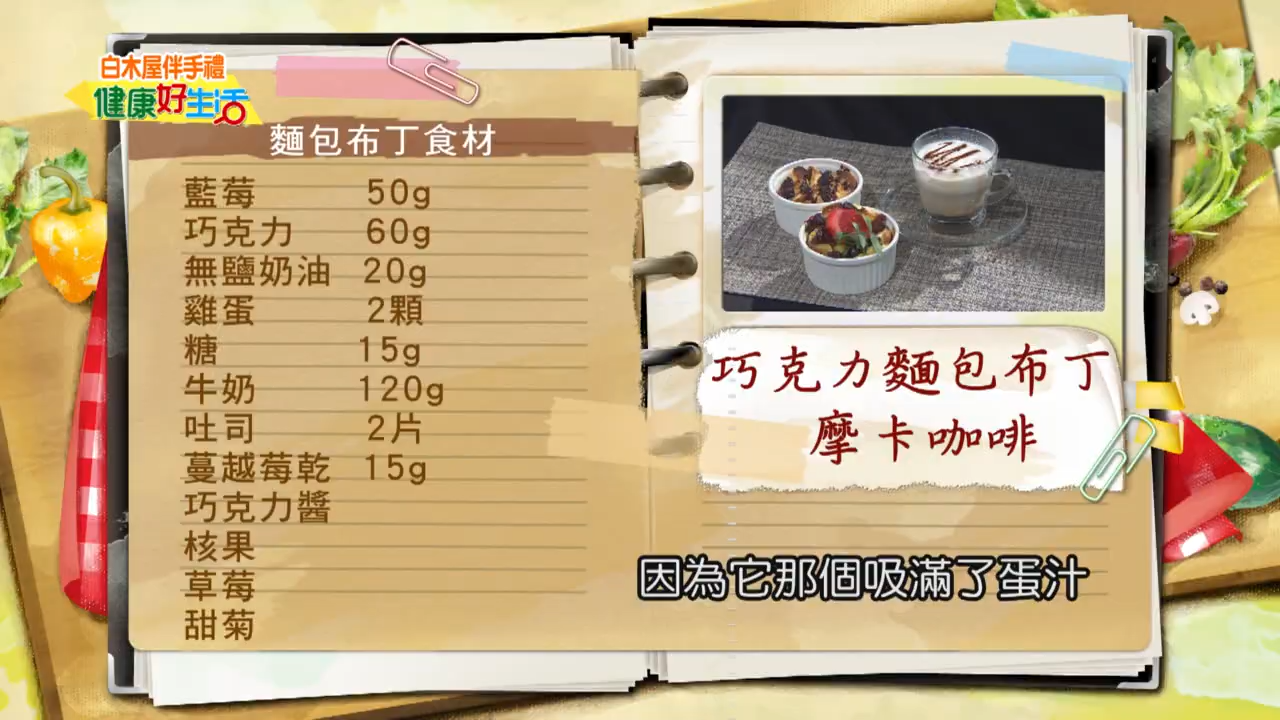 白木屋伴手禮
健康好生活
麵包布丁食材
藍莓 50g
巧克力 60g
無鹽奶油 20g
雞蛋 2顆
糖 15g
牛奶 120g
吐司 2片
蔓越莓乾 15g
巧克力醬
核果
草莓
甜菊
巧克力麵包布丁
摩卡咖啡
因為它那個吸滿了蛋汁